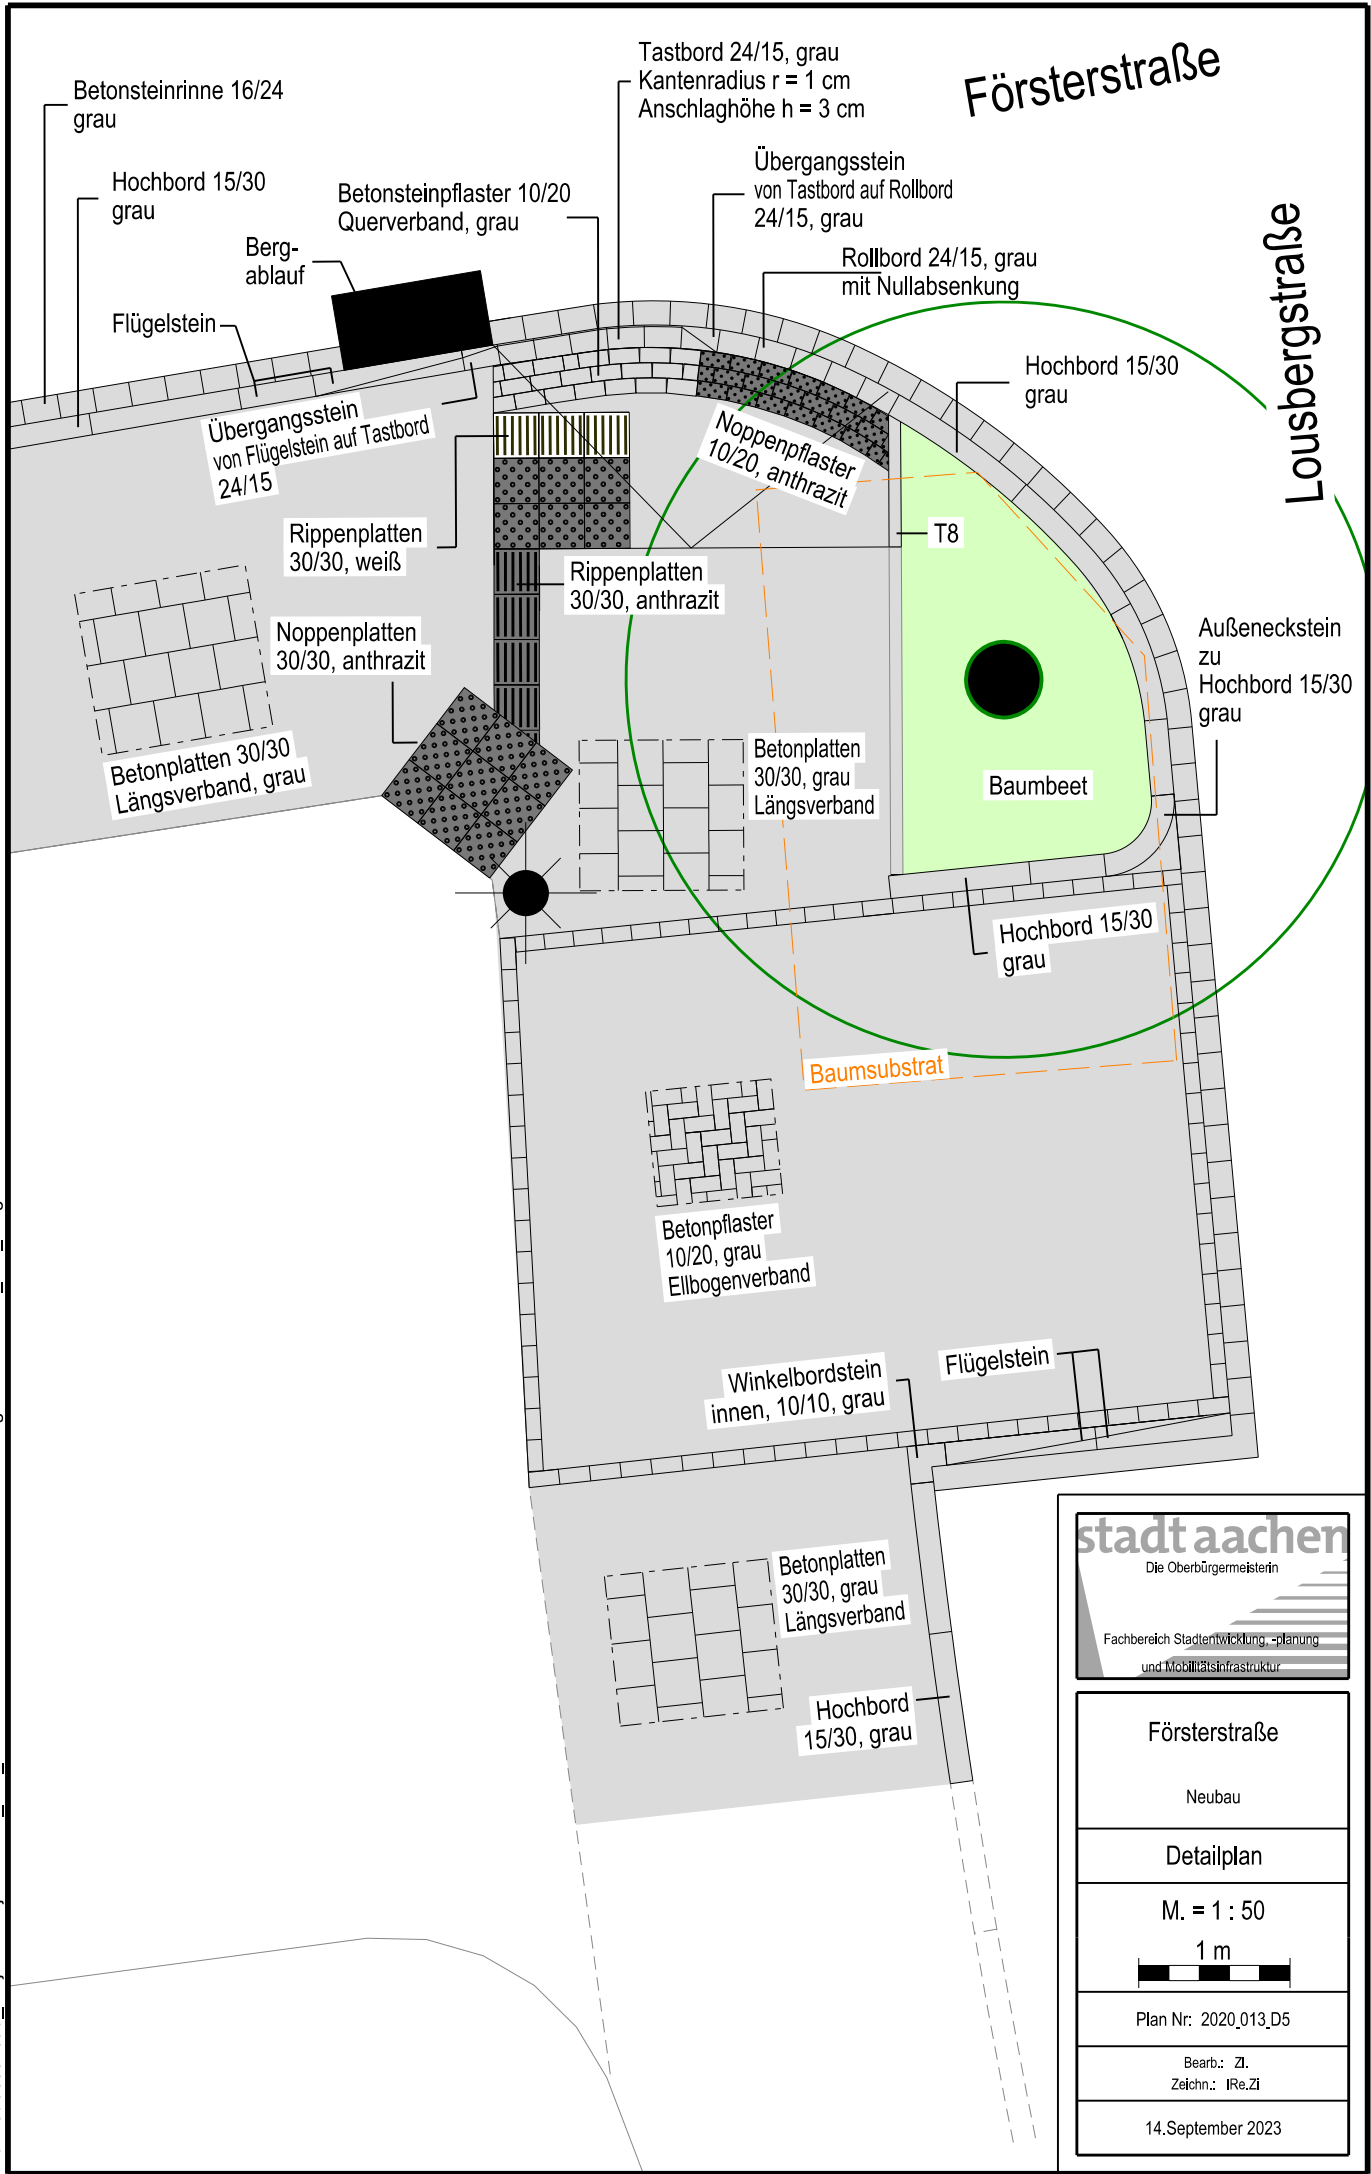 Försterstraße
Lousbergstraße
Betonsteinrinne 16/24
grau
Hochbord 15/30
grau
Berg-
ablauf
Flügelstein
Betonsteinpflaster 10/20
Querverband, grau
Tastbord 24/15, grau
Kantenradius r = 1 cm
Anschlaghöhe h = 3 cm
Übergangsstein
von Tastbord auf Rollbord
24/15, grau
Rollbord 24/15, grau
mit Nullabsenkung
Hochbord 15/30
grau
Übergangsstein
von Flügelstein auf Tastbord
24/15
Noppenpflaster
10/20, anthrazit
Rippenplatten
30/30, weiß
T8
Rippenplatten
30/30, anthrazit
Noppenplatten
30/30, anthrazit
Außeneckstein
zu
Hochbord 15/30
grau
Betonplatten 30/30
Längsverband, grau
Betonplatten
30/30, grau
Längsverband
Baumbeet
Hochbord 15/30
grau
Baumsubstrat
Betonpflaster
10/20, grau
Ellbogenverband
Winkelbordstein
innen, 10/10, grau
Flügelstein
Betonplatten
30/30, grau
Längsverband
Hochbord
15/30, grau
stadt aachen
Die Oberbürgermeisterin
Fachbereich Stadtentwicklung, -planung
und Mobilitätsinfrastruktur
Försterstraße
Neubau
Detailplan
M. = 1 : 50
1 m
Plan Nr: 2020_013_D5
Bearb.: Zl.
Zeichn.: IRe.Zi
14.September 2023